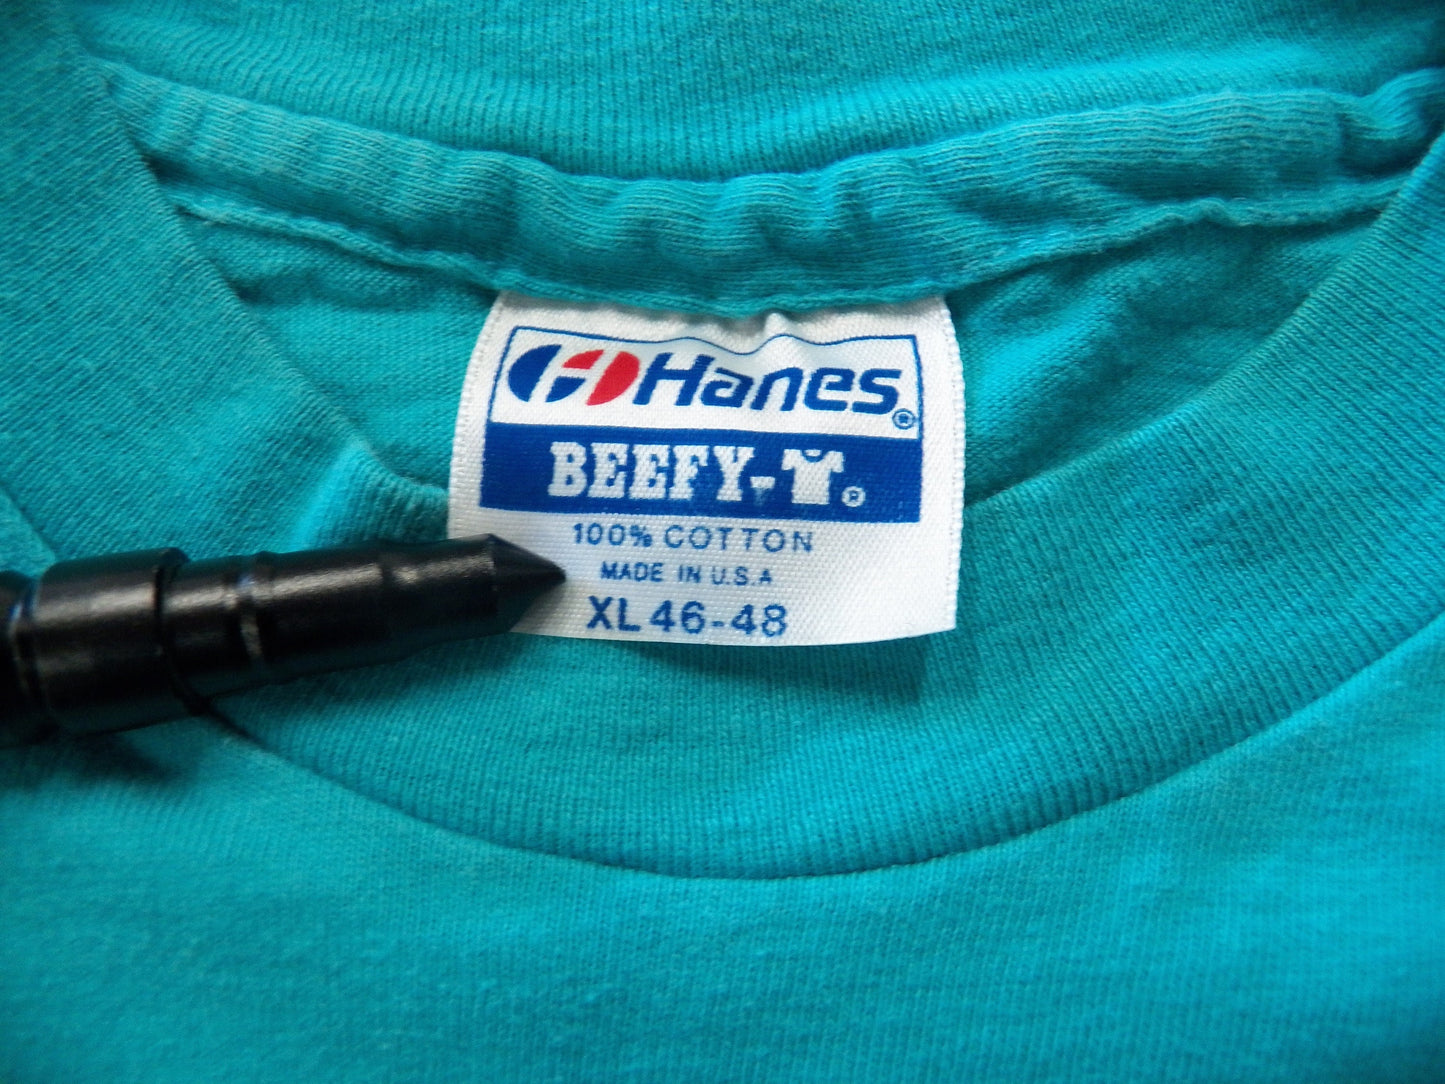 Hanes®
BEEFY-®
100% COTTON
MADE IN U.S.A
XL 46-48